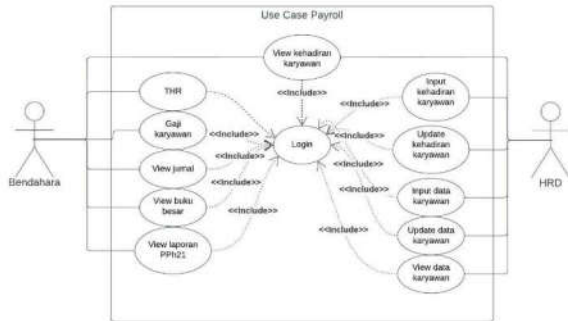 Use Case Payroll
View kehadiran
karyawan
THR
<<Include>>
Input
kehadiran
karyawan
Gaji
karyawan
<<Include>>
<<Include>>
Login
Update
kehadiran
karyawan
Bendahara
HRD
View jurnal
<<Include>>
<<Include>>
Input data
karyawan
View buku
besar
<<Include>>
<<Include>>
Update data
karyawan
<<Include>>
<<Include>>
View laporan
PPh21
View data
karyawan